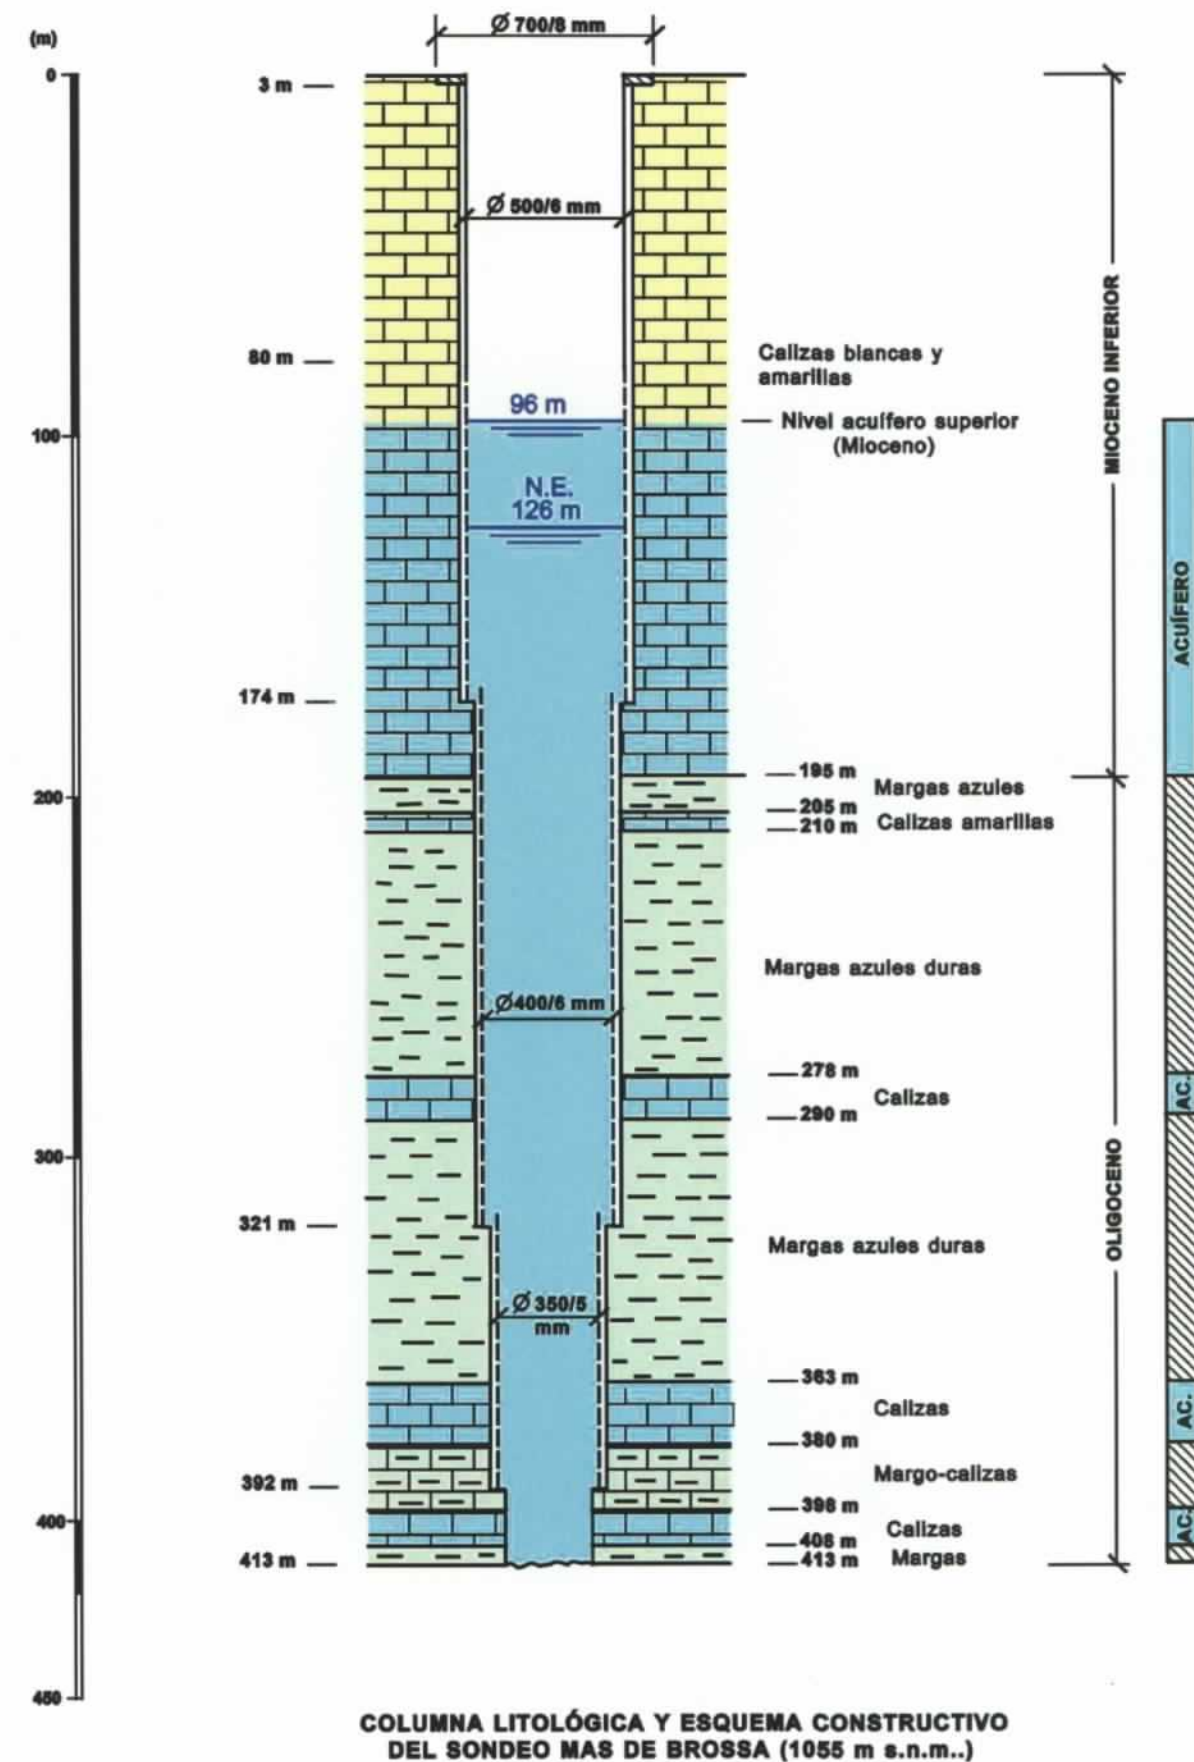 Ø 700/8 mm
(m)
0
3 m
Ø 500/6 mm
80 m
Calizas blancas y
amarillas
MIOCENO INFERIOR
96 m
Nivel acuífero superior
(Mioceno)
100
N.E.
126 m
ACUÍFERO
174 m
195 m
Margas azules
200
205 m
Calizas amarillas
210 m
Margas azules duras
Ø400/6 mm
278 m
Calizas
AC.
290 m
300
OLIGOCENO
321 m
Margas azules duras
Ø 350/5
mm
363 m
Calizas
AC.
380 m
Margo-calizas
392 m
398 m
400
Calizas
AC.
408 m
413 m
413 m
Margas
450
COLUMNA LITOLÓGICA Y ESQUEMA CONSTRUCTIVO
DEL SONDEO MAS DE BROSSA (1055 m s.n.m..)